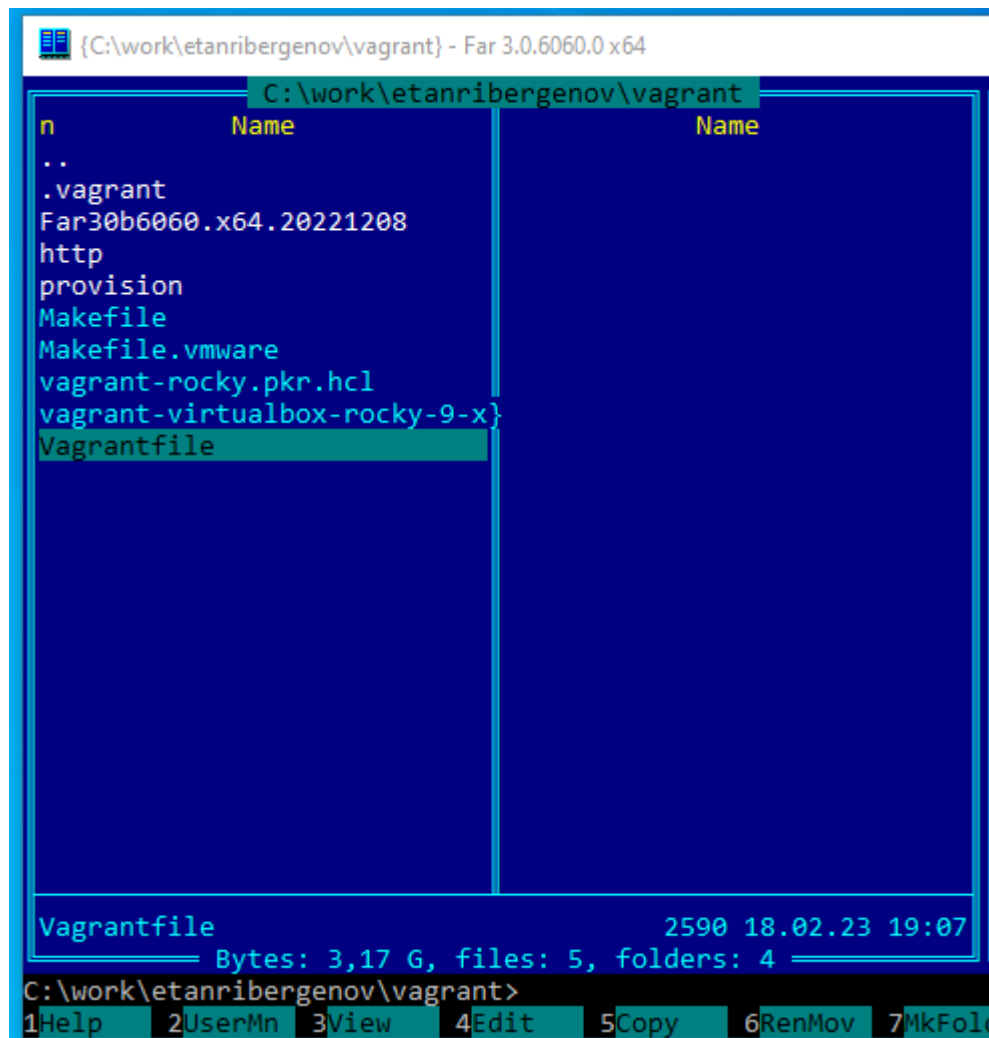 {C:\work\etanribergenov\vagrant} - Far 3.0.6060.0 x64
C:\work\etanribergenov\vagrant
n Name Name
..
.vagrant
Far30b6060.x64.20221208
http
provision
Makefile
Makefile.vmware
vagrant-rocky.pkr.hcl
vagrant-virtualbox-rocky-9-x}
Vagrantfile
Vagrantfile 2590 18.02.23 19:07
Bytes: 3,17 G, files: 5, folders: 4
C:\work\etanribergenov\vagrant>
1Help 2UserMn 3View 4Edit 5Copy 6RenMov 7MkFol